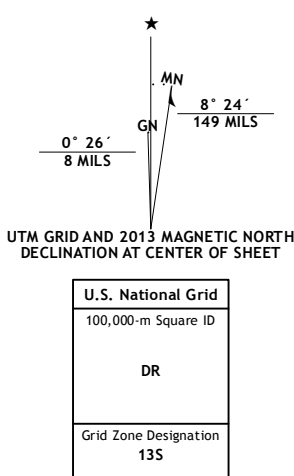 ★
MN
GN
0° 26´
8 MILS
8° 24´
149 MILS
UTM GRID AND 2013 MAGNETIC NORTH
DECLINATION AT CENTER OF SHEET
U.S. National Grid
100,000-m Square ID
DR
Grid Zone Designation
13S